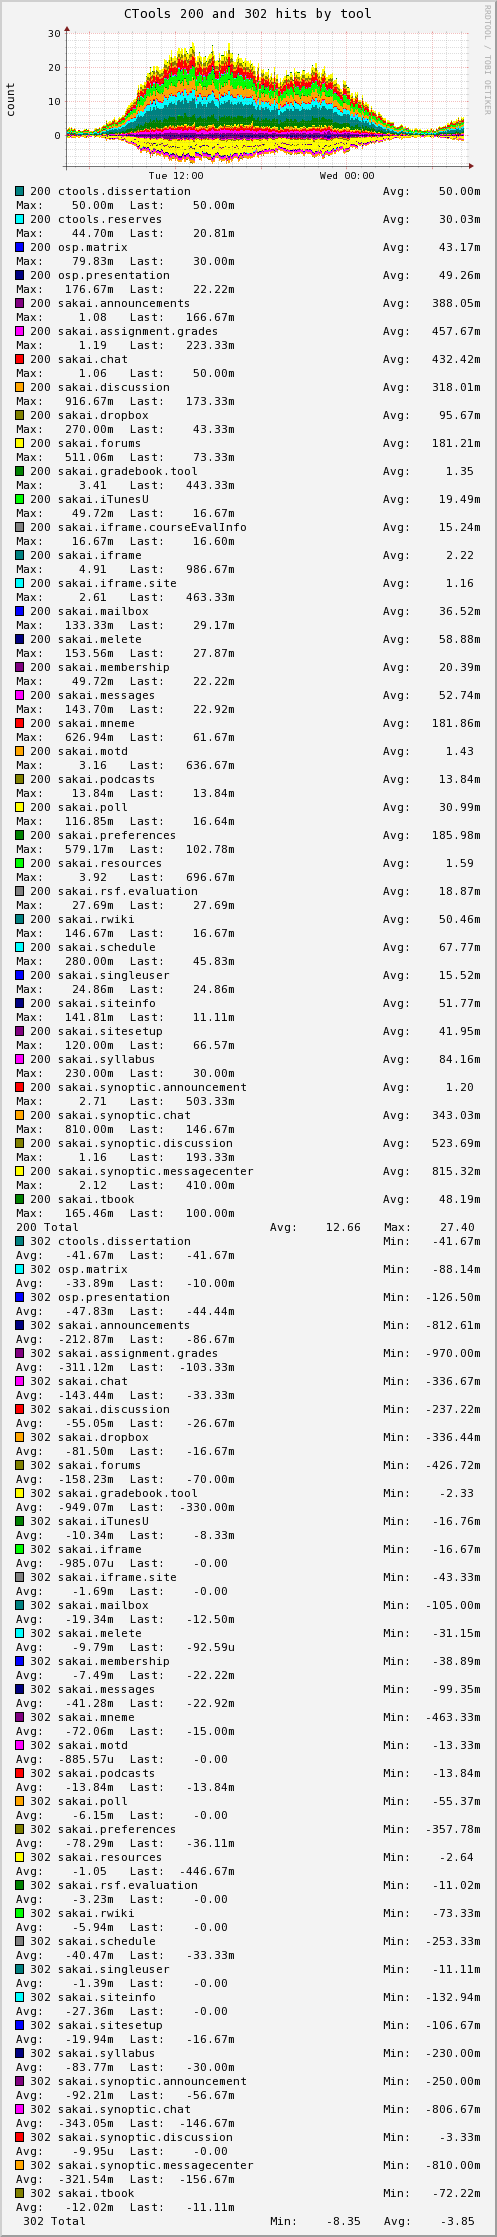 CTools 200 and 302 hits by tool
RRDTOOL / TOBI OETIKER
count
30
20
10
0
Tue 12:00 Wed 00:00
200 ctools.dissertation Avg: 50.00m
Max: 50.00m Last: 50.00m
200 ctools.reserves Avg: 30.03m
Max: 44.70m Last: 20.81m
200 osp.matrix Avg: 43.17m
Max: 79.83m Last: 30.00m
200 osp.presentation Avg: 49.26m
Max: 176.67m Last: 22.22m
200 sakai.announcements Avg: 388.05m
Max: 1.08 Last: 166.67m
200 sakai.assignment.grades Avg: 457.67m
Max: 1.19 Last: 223.33m
200 sakai.chat Avg: 432.42m
Max: 1.06 Last: 50.00m
200 sakai.discussion Avg: 318.01m
Max: 916.67m Last: 173.33m
200 sakai.dropbox Avg: 95.67m
Max: 270.00m Last: 43.33m
200 sakai.forums Avg: 181.21m
Max: 511.06m Last: 73.33m
200 sakai.gradebook.tool Avg: 1.35
Max: 3.41 Last: 443.33m
200 sakai.iTunesU Avg: 19.49m
Max: 49.72m Last: 16.67m
200 sakai.iframe.courseEvalInfo Avg: 15.24m
Max: 16.67m Last: 16.60m
200 sakai.iframe Avg: 2.22
Max: 4.91 Last: 986.67m
200 sakai.iframe.site Avg: 1.16
Max: 2.61 Last: 463.33m
200 sakai.mailbox Avg: 36.52m
Max: 133.33m Last: 29.17m
200 sakai.melete Avg: 58.88m
Max: 153.56m Last: 27.87m
200 sakai.membership Avg: 20.39m
Max: 49.72m Last: 22.22m
200 sakai.messages Avg: 52.74m
Max: 143.70m Last: 22.92m
200 sakai.mneme Avg: 181.86m
Max: 626.94m Last: 61.67m
200 sakai.motd Avg: 1.43
Max: 3.16 Last: 636.67m
200 sakai.podcasts Avg: 13.84m
Max: 13.84m Last: 13.84m
200 sakai.poll Avg: 30.99m
Max: 116.85m Last: 16.64m
200 sakai.preferences Avg: 185.98m
Max: 579.17m Last: 102.78m
200 sakai.resources Avg: 1.59
Max: 3.92 Last: 696.67m
200 sakai.rsf.evaluation Avg: 18.87m
Max: 27.69m Last: 27.69m
200 sakai.rwiki Avg: 50.46m
Max: 146.67m Last: 16.67m
200 sakai.schedule Avg: 67.77m
Max: 280.00m Last: 45.83m
200 sakai.singleuser Avg: 15.52m
Max: 24.86m Last: 24.86m
200 sakai.siteinfo Avg: 51.77m
Max: 141.81m Last: 11.11m
200 sakai.sitesetup Avg: 41.95m
Max: 120.00m Last: 66.57m
200 sakai.syllabus Avg: 84.16m
Max: 230.00m Last: 30.00m
200 sakai.synoptic.announcement Avg: 1.20
Max: 2.71 Last: 503.33m
200 sakai.synoptic.chat Avg: 343.03m
Max: 810.00m Last: 146.67m
200 sakai.synoptic.discussion Avg: 523.69m
Max: 1.16 Last: 193.33m
200 sakai.synoptic.messagecenter Avg: 815.32m
Max: 2.12 Last: 410.00m
200 sakai.tbook Avg: 48.19m
Max: 165.46m Last: 100.00m
200 Total Avg: 12.66 Max: 27.40
302 ctools.dissertation Min: -41.67m
Avg: -41.67m Last: -41.67m
302 osp.matrix Min: -88.14m
Avg: -33.89m Last: -10.00m
302 osp.presentation Min: -126.50m
Avg: -47.83m Last: -44.44m
302 sakai.announcements Min: -812.61m
Avg: -212.87m Last: -86.67m
302 sakai.assignment.grades Min: -970.00m
Avg: -311.12m Last: -103.33m
302 sakai.chat Min: -336.67m
Avg: -143.44m Last: -33.33m
302 sakai.discussion Min: -237.22m
Avg: -55.05m Last: -26.67m
302 sakai.dropbox Min: -336.44m
Avg: -81.50m Last: -16.67m
302 sakai.forums Min: -426.72m
Avg: -158.23m Last: -70.00m
302 sakai.gradebook.tool Min: -2.33
Avg: -949.07m Last: -330.00m
302 sakai.iTunesU Min: -16.76m
Avg: -10.34m Last: -8.33m
302 sakai.iframe Min: -16.67m
Avg: -985.07u Last: -0.00
302 sakai.iframe.site Min: -43.33m
Avg: -1.69m Last: -0.00
302 sakai.mailbox Min: -105.00m
Avg: -19.34m Last: -12.50m
302 sakai.melete Min: -31.15m
Avg: -9.79m Last: -92.59u
302 sakai.membership Min: -38.89m
Avg: -7.49m Last: -22.22m
302 sakai.messages Min: -99.35m
Avg: -41.28m Last: -22.92m
302 sakai.mneme Min: -463.33m
Avg: -72.06m Last: -15.00m
302 sakai.motd Min: -13.33m
Avg: -885.57u Last: -0.00
302 sakai.podcasts Min: -13.84m
Avg: -13.84m Last: -13.84m
302 sakai.poll Min: -55.37m
Avg: -6.15m Last: -0.00
302 sakai.preferences Min: -357.78m
Avg: -78.29m Last: -36.11m
302 sakai.resources Min: -2.64
Avg: -1.05 Last: -446.67m
302 sakai.rsf.evaluation Min: -11.02m
Avg: -3.23m Last: -0.00
302 sakai.rwiki Min: -73.33m
Avg: -5.94m Last: -0.00
302 sakai.schedule Min: -253.33m
Avg: -40.47m Last: -33.33m
302 sakai.singleuser Min: -11.11m
Avg: -1.39m Last: -0.00
302 sakai.siteinfo Min: -132.94m
Avg: -27.36m Last: -0.00
302 sakai.sitesetup Min: -106.67m
Avg: -19.94m Last: -16.67m
302 sakai.syllabus Min: -230.00m
Avg: -83.77m Last: -30.00m
302 sakai.synoptic.announcement Min: -250.00m
Avg: -92.21m Last: -56.67m
302 sakai.synoptic.chat Min: -806.67m
Avg: -343.05m Last: -146.67m
302 sakai.synoptic.discussion Min: -3.33m
Avg: -9.95u Last: -0.00
302 sakai.synoptic.messagecenter Min: -810.00m
Avg: -321.54m Last: -156.67m
302 sakai.tbook Min: -72.22m
Avg: -12.02m Last: -11.11m
302 Total Min: -8.35 Avg: -3.85